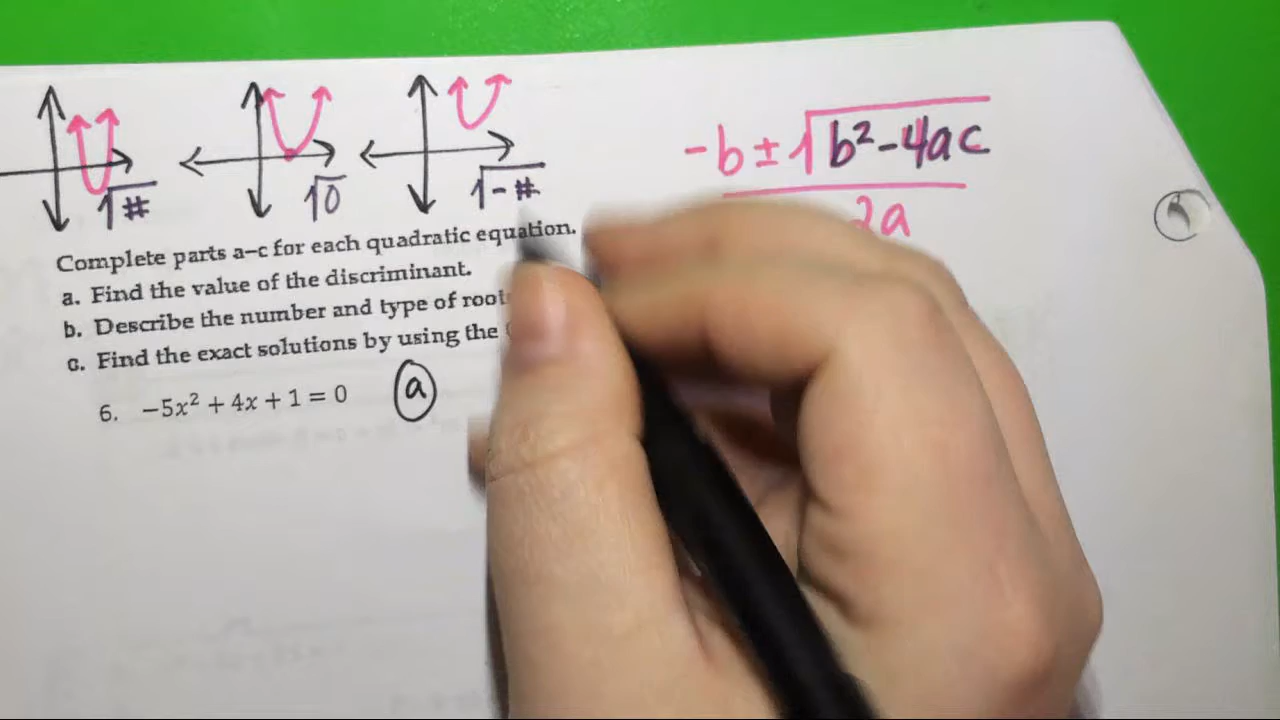 √# √0 √-#
-b ± √b² - 4ac
2a
Complete parts a–c for each quadratic equation.
a. Find the value of the discriminant.
b. Describe the number and type of
c. Find the exact solutions by using the
6. −5x² + 4x + 1 = 0 a